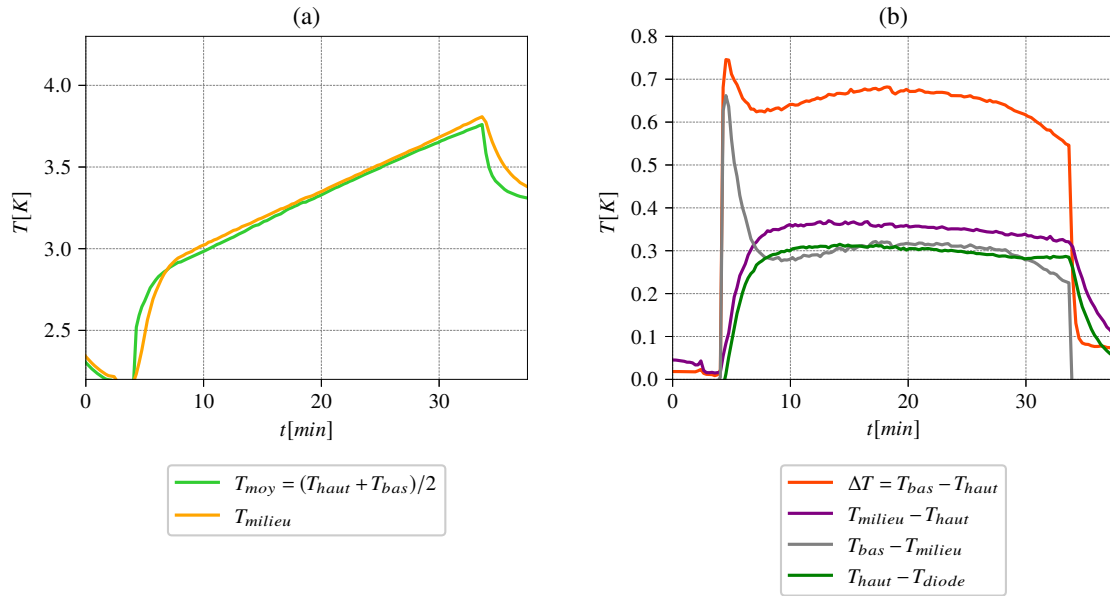 (a)
4.0
3.5
3.0
2.5
T[K]
0 10 20 30
t[min]
T_moy = (T_haut + T_bas)/2
T_milieu
(b)
0.8
0.7
0.6
0.5
0.4
0.3
0.2
0.1
0.0
T[K]
0 10 20 30
t[min]
ΔT = T_bas − T_haut
T_milieu − T_haut
T_bas − T_milieu
T_haut − T_diode